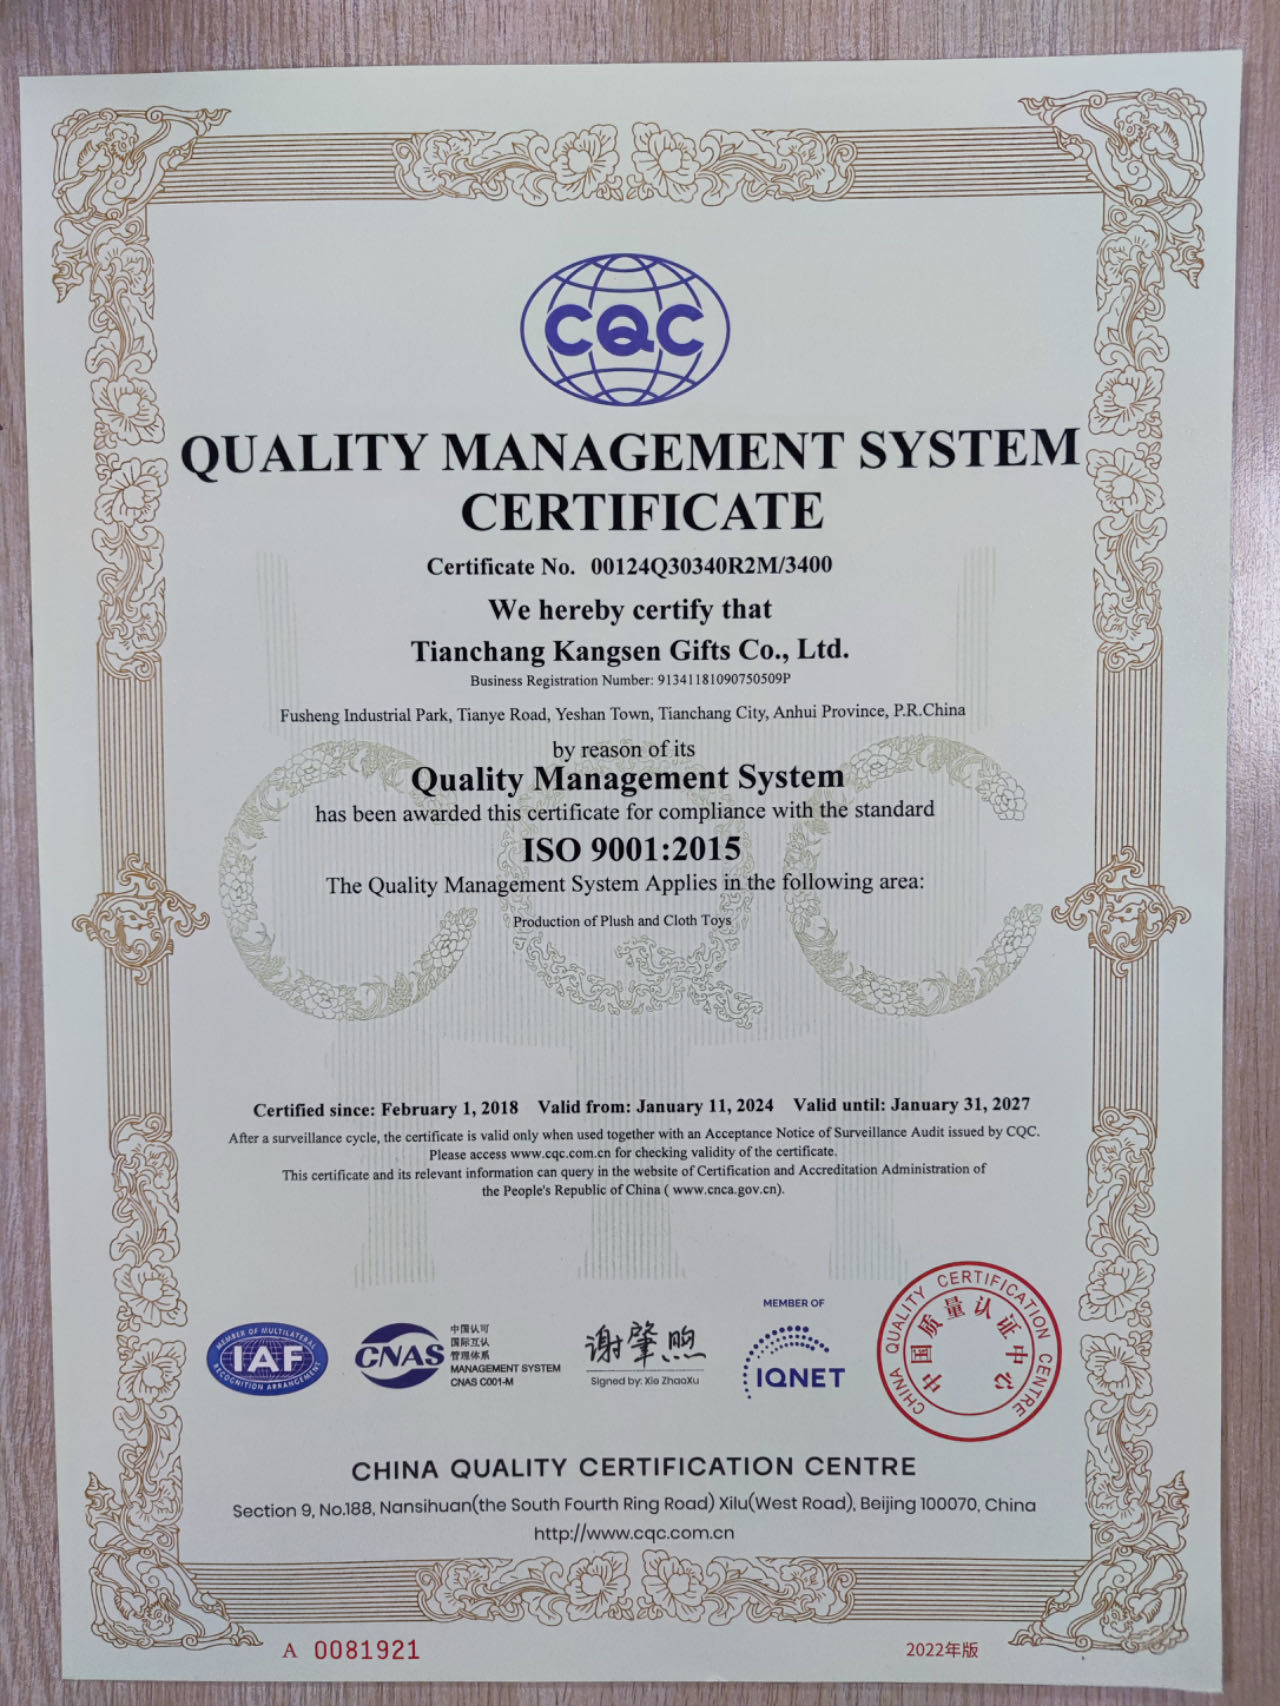 CQC
QUALITY MANAGEMENT SYSTEM
CERTIFICATE
Certificate No. 00124Q30340R2M/3400
We hereby certify that
Tianchang Kangsen Gifts Co., Ltd.
Business Registration Number: 91341181090750509P
Fusheng Industrial Park, Tianye Road, Yeshan Town, Tianchang City, Anhui Province, P.R.China
by reason of its
Quality Management System
has been awarded this certificate for compliance with the standard
ISO 9001:2015
The Quality Management System Applies in the following area:
Production of Plush and Cloth Toys
CQC
Certified since: February 1, 2018 Valid from: January 11, 2024 Valid until: January 31, 2027
After a surveillance cycle, the certificate is valid only when used together with an Acceptance Notice of Surveillance Audit issued by CQC.
Please access www.cqc.com.cn for checking validity of the certificate.
This certificate and its relevant information can query in the website of Certification and Accreditation Administration of
the People's Republic of China ( www.cnca.gov.cn).
MEMBER OF MULTILATERAL
IAF
RECOGNITION ARRANGEMENT
CNAS
中国认可
国际互认
管理体系
MANAGEMENT SYSTEM
CNAS C001-M
谢肇煦
Signed by: Xie ZhaoXu
MEMBER OF
IQNET
CHINA QUALITY CERTIFICATION CENTRE
中国质量认证中心
CHINA QUALITY CERTIFICATION CENTRE
Section 9, No.188, Nansihuan(the South Fourth Ring Road) Xilu(West Road), Beijing 100070, China
http://www.cqc.com.cn
A 0081921
2022年版